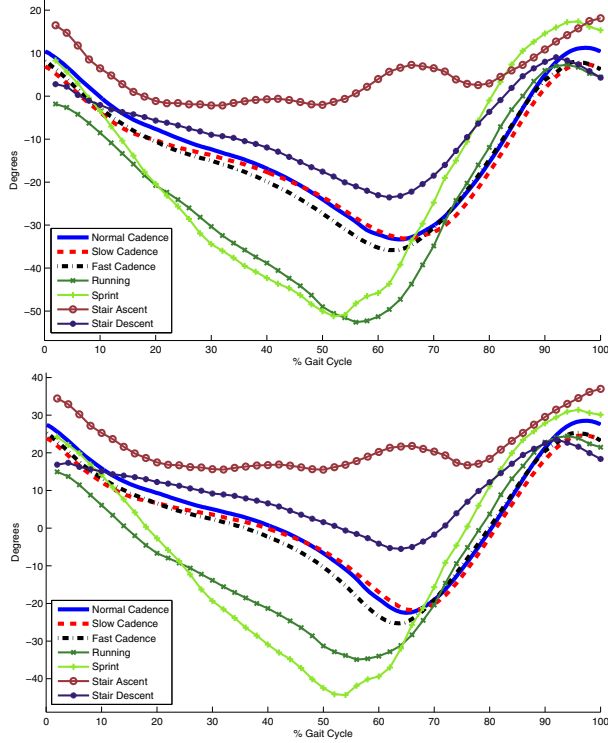 20
10
0
−10
−20
−30
−40
−50
Degrees
Normal Cadence
Slow Cadence
Fast Cadence
Running
Sprint
Stair Ascent
Stair Descent
0 10 20 30 40 50 60 70 80 90 100
% Gait Cycle
40
30
20
10
0
−10
−20
−30
−40
Degrees
Normal Cadence
Slow Cadence
Fast Cadence
Running
Sprint
Stair Ascent
Stair Descent
0 10 20 30 40 50 60 70 80 90 100
% Gait Cycle